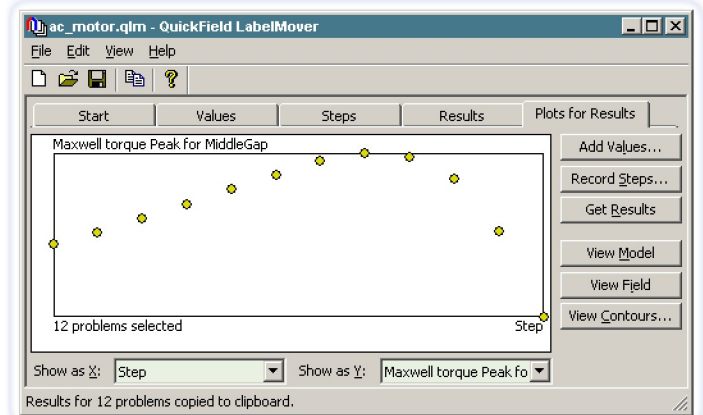 ac_motor.qlm - QuickField LabelMover
File Edit View Help
Start Values Steps Results Plots for Results
Maxwell torque Peak for MiddleGap
12 problems selected Step
Add Values...
Record Steps...
Get Results
View Model
View Field
View Contours...
Show as X: Step Show as Y: Maxwell torque Peak fo
Results for 12 problems copied to clipboard.